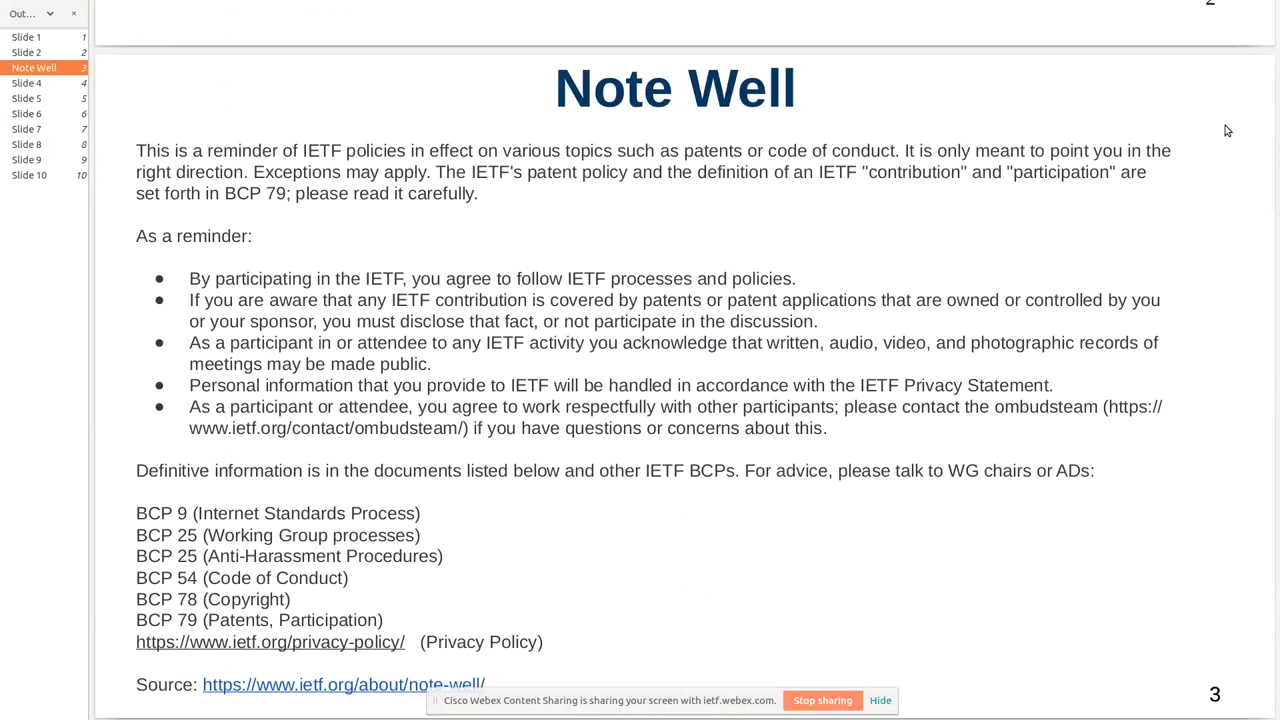 Out...
Slide 1 1
Slide 2 2
Note Well 3
Slide 4 4
Slide 5 5
Slide 6 6
Slide 7 7
Slide 8 8
Slide 9 9
Slide 10 10
2
Note Well
This is a reminder of IETF policies in effect on various topics such as patents or code of conduct. It is only meant to point you in the
right direction. Exceptions may apply. The IETF's patent policy and the definition of an IETF "contribution" and "participation" are
set forth in BCP 79; please read it carefully.
As a reminder:
● By participating in the IETF, you agree to follow IETF processes and policies.
● If you are aware that any IETF contribution is covered by patents or patent applications that are owned or controlled by you
or your sponsor, you must disclose that fact, or not participate in the discussion.
● As a participant in or attendee to any IETF activity you acknowledge that written, audio, video, and photographic records of
meetings may be made public.
● Personal information that you provide to IETF will be handled in accordance with the IETF Privacy Statement.
● As a participant or attendee, you agree to work respectfully with other participants; please contact the ombudsteam (https://
www.ietf.org/contact/ombudsteam/) if you have questions or concerns about this.
Definitive information is in the documents listed below and other IETF BCPs. For advice, please talk to WG chairs or ADs:
BCP 9 (Internet Standards Process)
BCP 25 (Working Group processes)
BCP 25 (Anti-Harassment Procedures)
BCP 54 (Code of Conduct)
BCP 78 (Copyright)
BCP 79 (Patents, Participation)
https://www.ietf.org/privacy-policy/ (Privacy Policy)
Source: https://www.ietf.org/about/note-well/
Cisco Webex Content Sharing is sharing your screen with ietf.webex.com. Stop sharing Hide
3